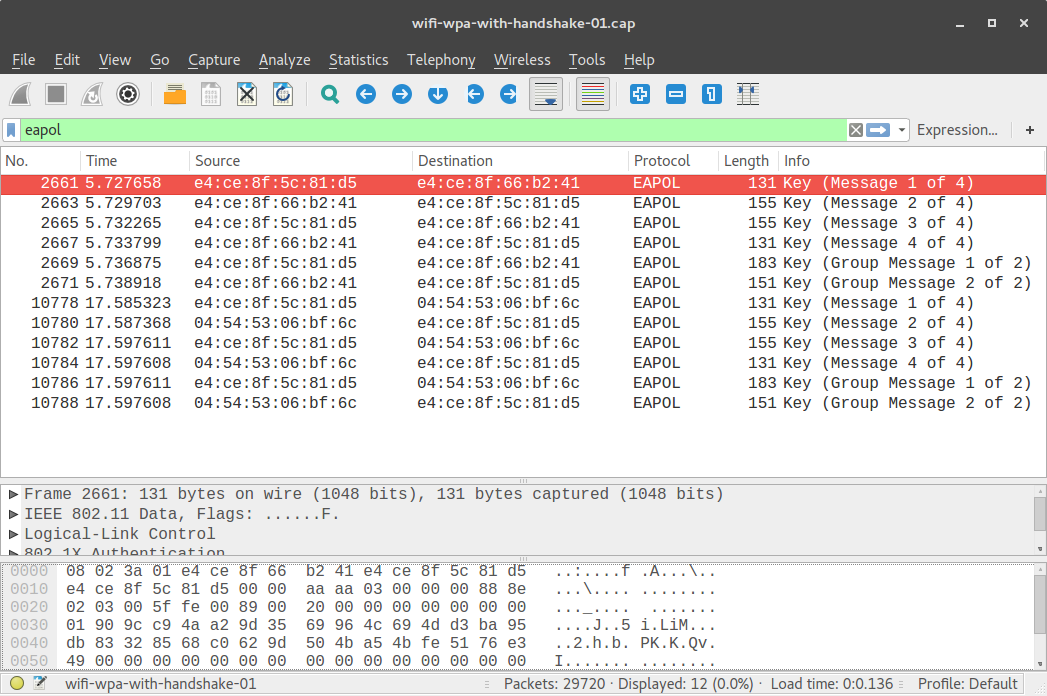 wifi-wpa-with-handshake-01.cap
File Edit View Go Capture Analyze Statistics Telephony Wireless Tools Help
eapol Expression... +
No. Time Source Destination Protocol Length Info
2661 5.727658 e4:ce:8f:5c:81:d5 e4:ce:8f:66:b2:41 EAPOL 131 Key (Message 1 of 4)
2663 5.729703 e4:ce:8f:66:b2:41 e4:ce:8f:5c:81:d5 EAPOL 155 Key (Message 2 of 4)
2665 5.732265 e4:ce:8f:5c:81:d5 e4:ce:8f:66:b2:41 EAPOL 155 Key (Message 3 of 4)
2667 5.733799 e4:ce:8f:66:b2:41 e4:ce:8f:5c:81:d5 EAPOL 131 Key (Message 4 of 4)
2669 5.736875 e4:ce:8f:5c:81:d5 e4:ce:8f:66:b2:41 EAPOL 183 Key (Group Message 1 of 2)
2671 5.738918 e4:ce:8f:66:b2:41 e4:ce:8f:5c:81:d5 EAPOL 151 Key (Group Message 2 of 2)
10778 17.585323 e4:ce:8f:5c:81:d5 04:54:53:06:bf:6c EAPOL 131 Key (Message 1 of 4)
10780 17.587368 04:54:53:06:bf:6c e4:ce:8f:5c:81:d5 EAPOL 155 Key (Message 2 of 4)
10782 17.597611 e4:ce:8f:5c:81:d5 04:54:53:06:bf:6c EAPOL 155 Key (Message 3 of 4)
10784 17.597608 04:54:53:06:bf:6c e4:ce:8f:5c:81:d5 EAPOL 131 Key (Message 4 of 4)
10786 17.597611 e4:ce:8f:5c:81:d5 04:54:53:06:bf:6c EAPOL 183 Key (Group Message 1 of 2)
10788 17.597608 04:54:53:06:bf:6c e4:ce:8f:5c:81:d5 EAPOL 151 Key (Group Message 2 of 2)
Frame 2661: 131 bytes on wire (1048 bits), 131 bytes captured (1048 bits)
IEEE 802.11 Data, Flags: ......F.
Logical-Link Control
802.1X Authentication
0000 08 02 3a 01 e4 ce 8f 66 b2 41 e4 ce 8f 5c 81 d5 ..:....f .A...\..
0010 e4 ce 8f 5c 81 d5 00 00 aa aa 03 00 00 00 88 8e ...\.... ........
0020 02 03 00 5f fe 00 89 00 20 00 00 00 00 00 00 00 ..._.... .......
0030 01 90 9c c9 4a a2 9d 35 69 96 4c 69 4d d3 ba 95 ....J..5 i.LiM...
0040 db 83 32 85 68 c0 62 9d 50 4b a5 4b fe 51 76 e3 ..2.h.b. PK.K.Qv.
0050 49 00 00 00 00 00 00 00 00 00 00 00 00 00 00 00 I....... ........
wifi-wpa-with-handshake-01 Packets: 29720 · Displayed: 12 (0.0%) · Load time: 0:0.136 Profile: Default